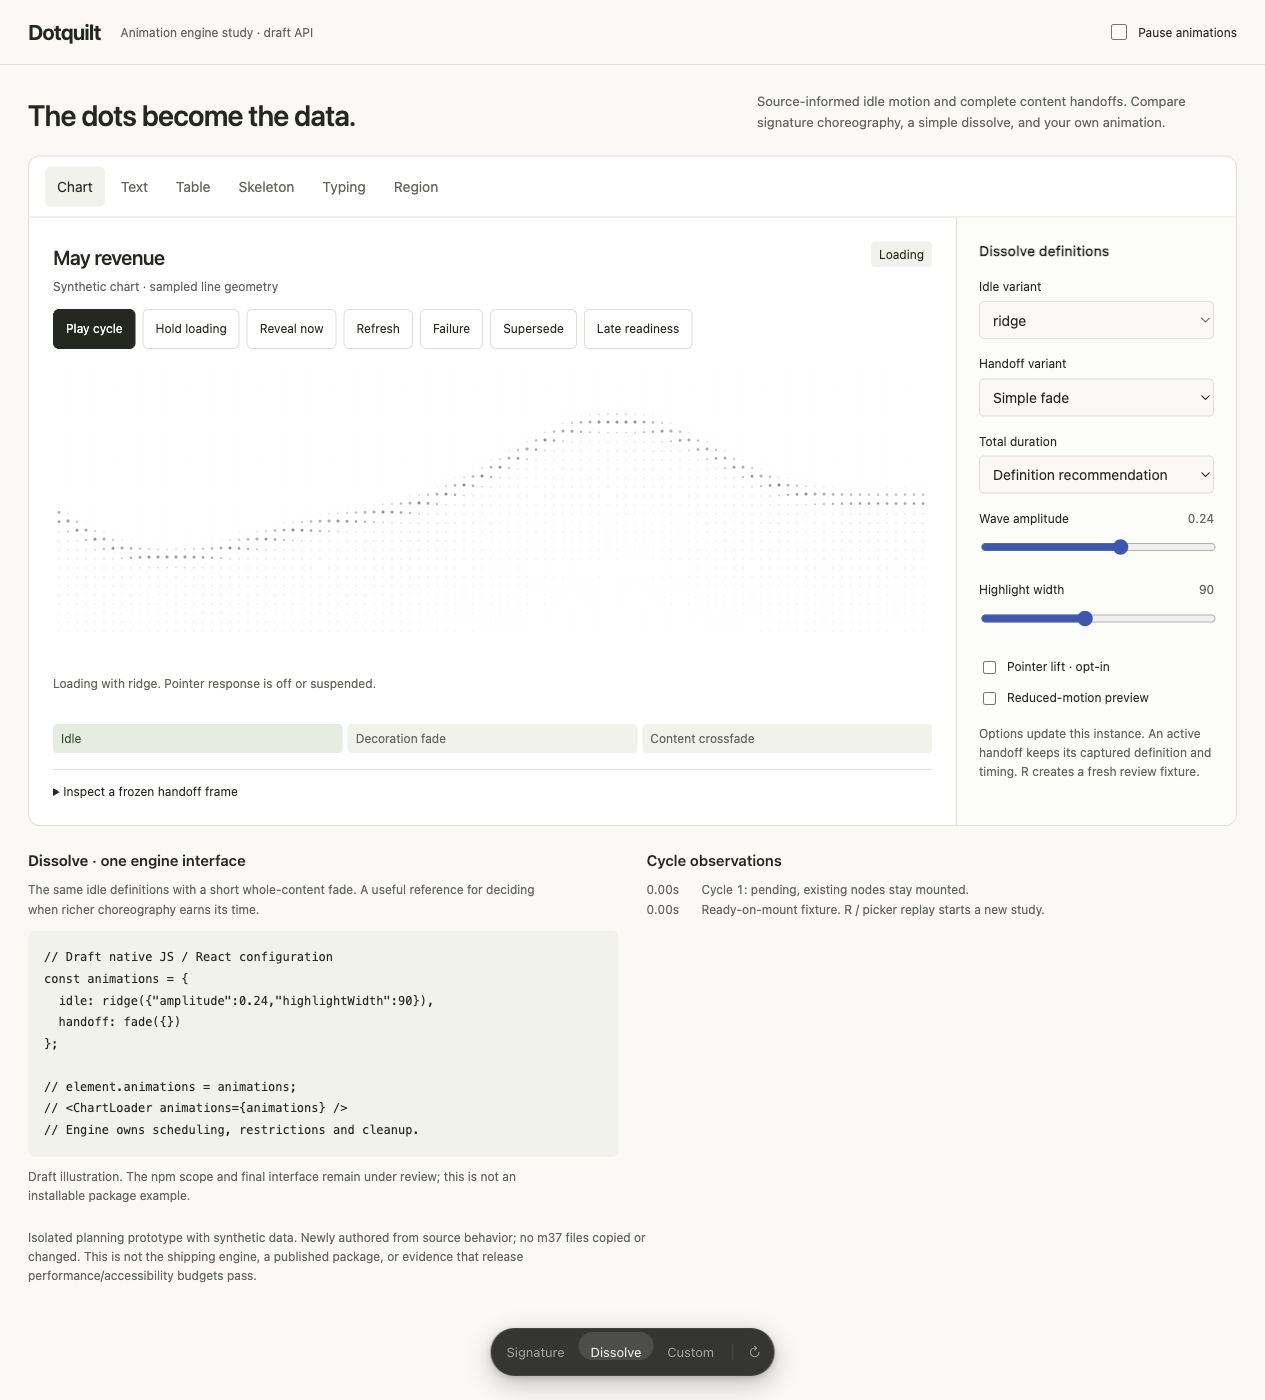 Dotquilt
Animation engine study · draft API
Pause animations
The dots become the data.
Source-informed idle motion and complete content handoffs. Compare
signature choreography, a simple dissolve, and your own animation.
Chart
Text
Table
Skeleton
Typing
Region
May revenue
Loading
Synthetic chart · sampled line geometry
Play cycle
Hold loading
Reveal now
Refresh
Failure
Supersede
Late readiness
Loading with ridge. Pointer response is off or suspended.
Idle
Decoration fade
Content crossfade
Inspect a frozen handoff frame
Dissolve definitions
Idle variant
ridge
Handoff variant
Simple fade
Total duration
Definition recommendation
Wave amplitude 0.24
Highlight width 90
Pointer lift · opt-in
Reduced-motion preview
Options update this instance. An active
handoff keeps its captured definition and
timing. R creates a fresh review fixture.
Dissolve · one engine interface
The same idle definitions with a short whole-content fade. A useful reference for deciding
when richer choreography earns its time.
// Draft native JS / React configuration
const animations = {
  idle: ridge({"amplitude":0.24,"highlightWidth":90}),
  handoff: fade({})
};
// element.animations = animations;
// <ChartLoader animations={animations} />
// Engine owns scheduling, restrictions and cleanup.
Draft illustration. The npm scope and final interface remain under review; this is not an
installable package example.
Cycle observations
0.00s Cycle 1: pending, existing nodes stay mounted.
0.00s Ready-on-mount fixture. R / picker replay starts a new study.
Isolated planning prototype with synthetic data. Newly authored from source behavior; no m37 files copied or
changed. This is not the shipping engine, a published package, or evidence that release
performance/accessibility budgets pass.
Signature
Dissolve
Custom